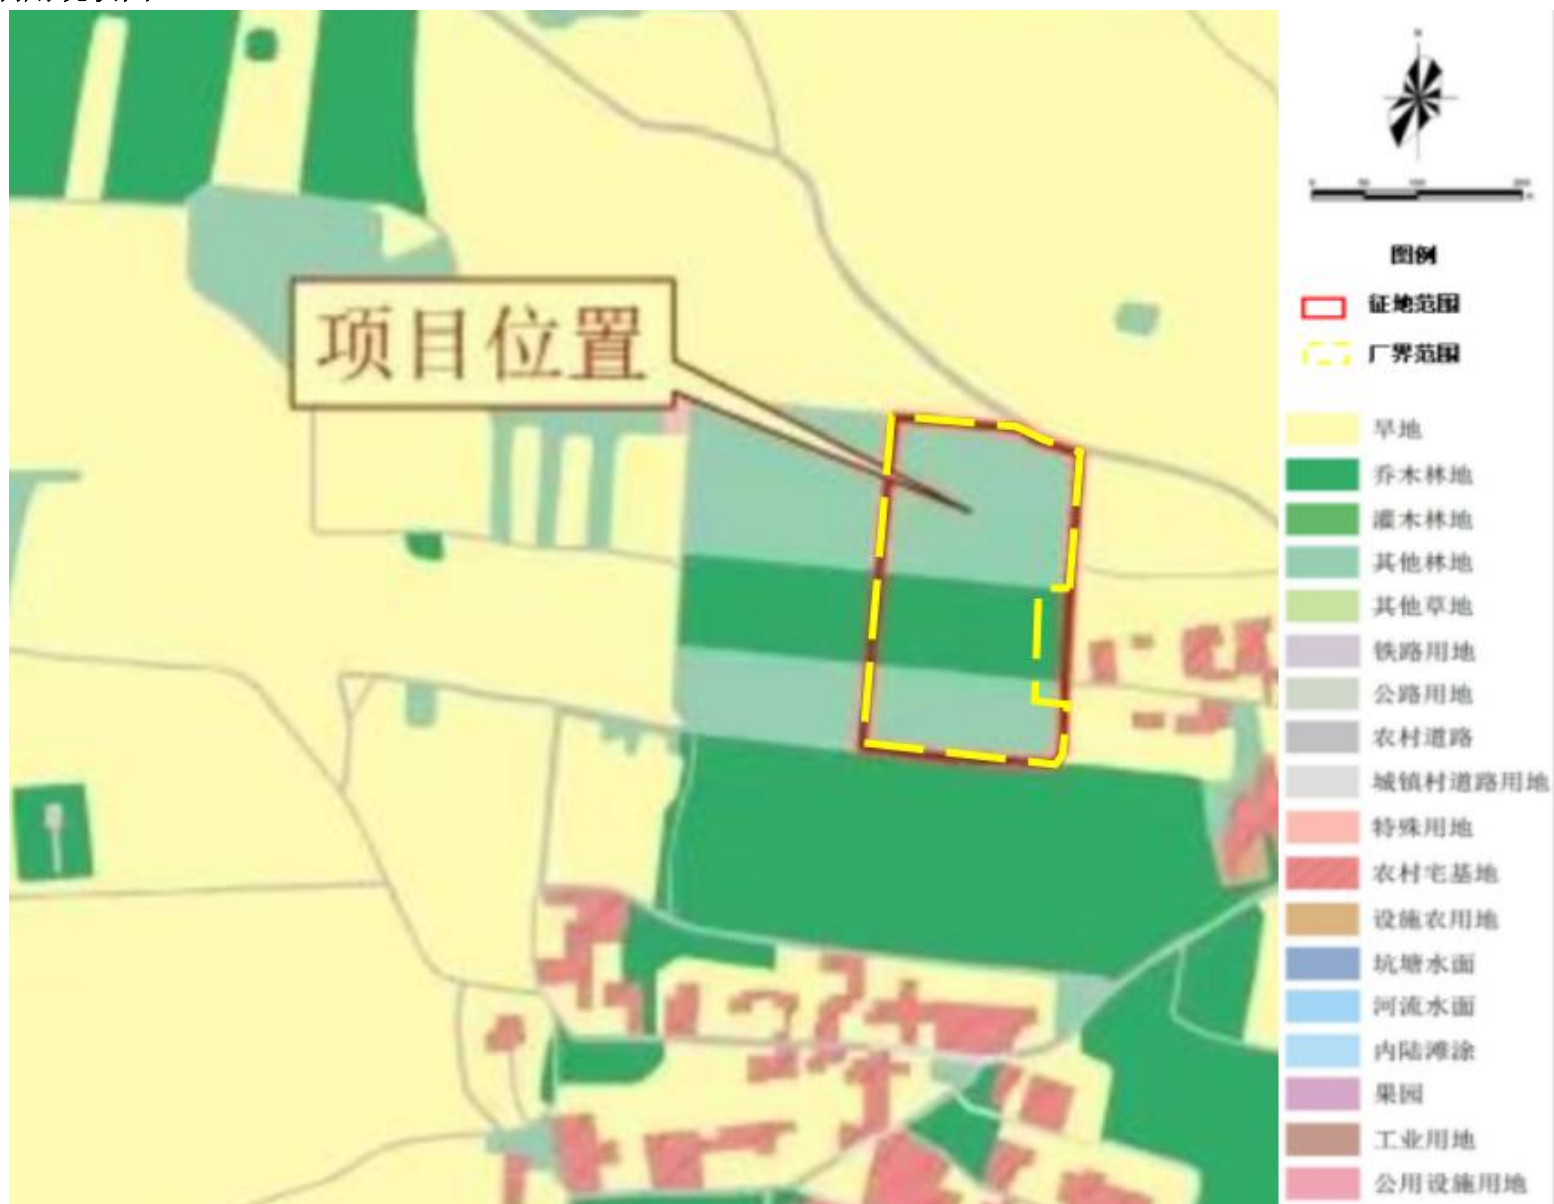 项目位置
图例
征地范围
厂界范围
旱地
乔木林地
灌木林地
其他林地
其他草地
铁路用地
公路用地
农村道路
城镇村道路用地
特殊用地
农村宅基地
设施农用地
坑塘水面
河流水面
内陆滩涂
果园
工业用地
公用设施用地